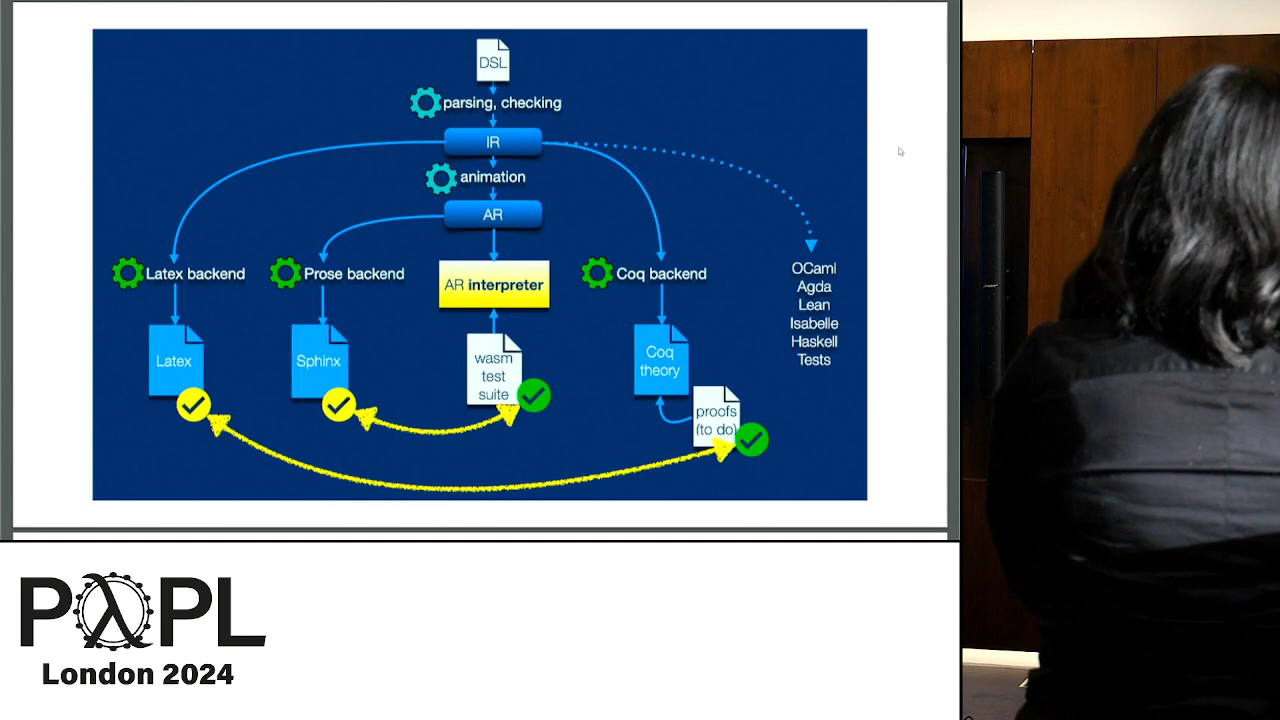 DSL
parsing, checking
IR
animation
AR
Latex backend
Prose backend
AR interpreter
Coq backend
OCaml
Agda
Lean
Isabelle
Haskell
Tests
Latex
Sphinx
wasm
test
suite
Coq
theory
proofs
(to do)
PλPL
London 2024